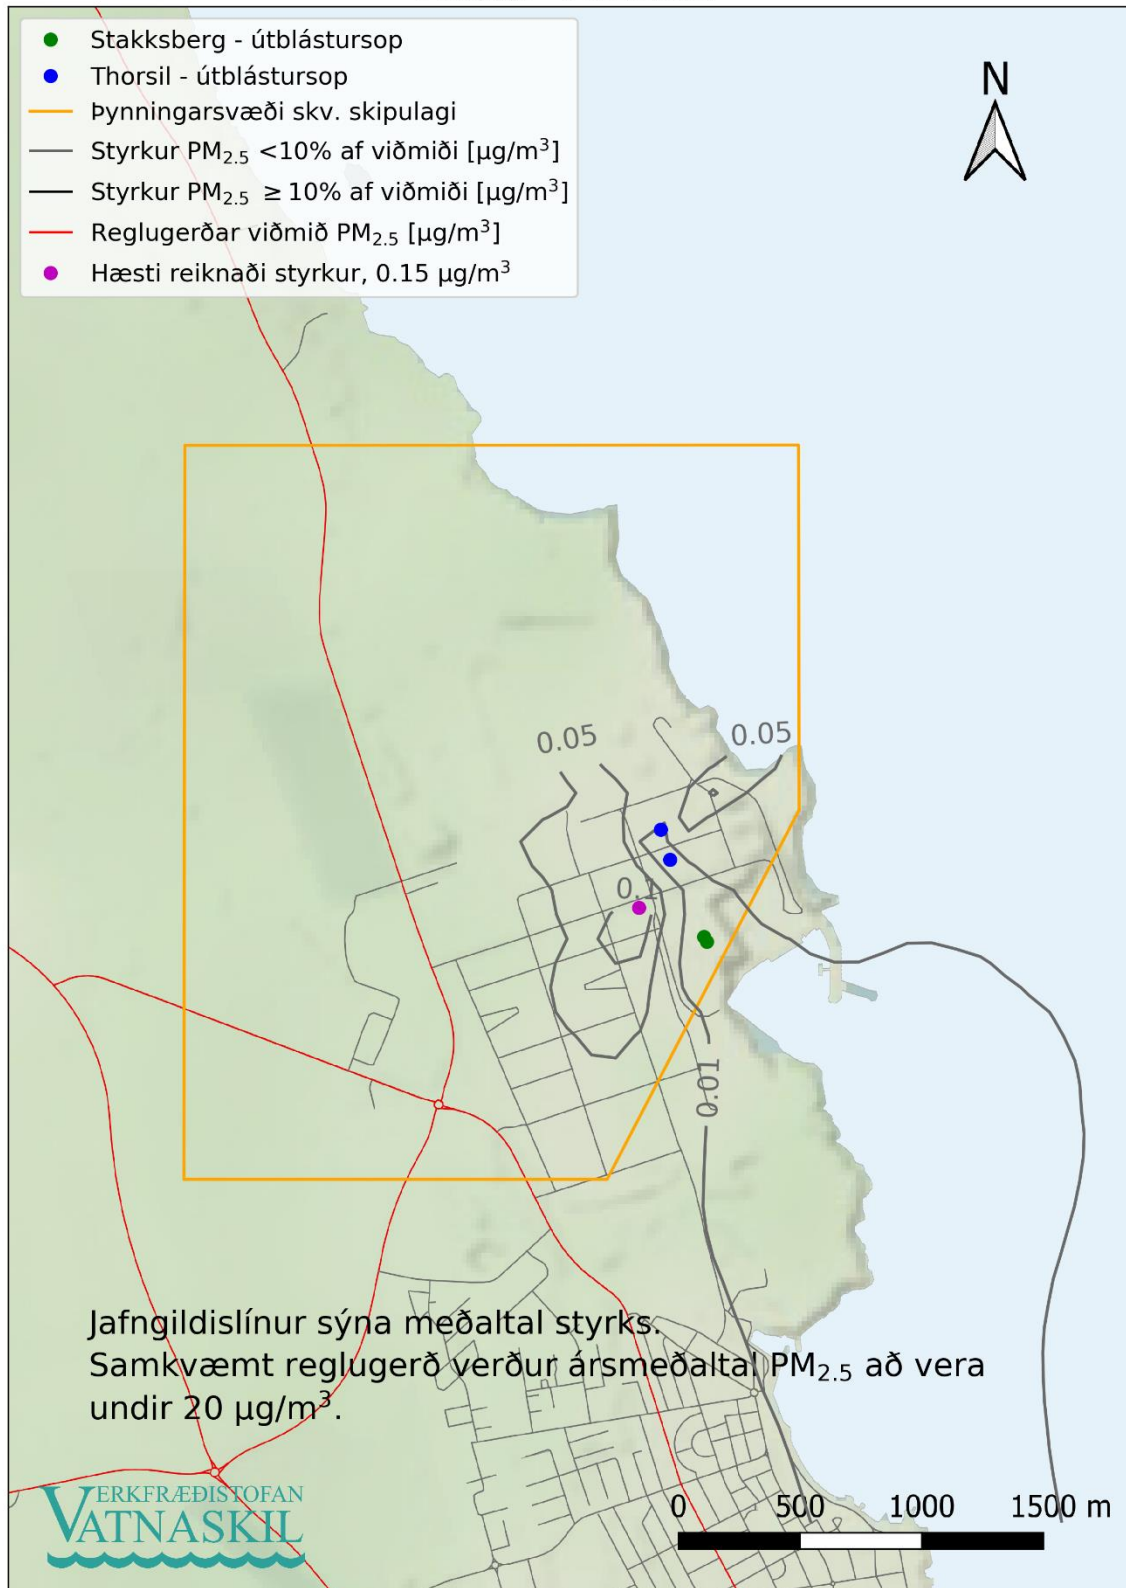 Stakksberg - útblástursop
Thorsil - útblástursop
Þynningarsvæði skv. skipulagi
Styrkur PM₂.₅ <10% af viðmiði [µg/m³]
Styrkur PM₂.₅ ≥10% af viðmiði [µg/m³]
Reglugerðar viðmið PM₂.₅ [µg/m³]
Hæsti reiknaði styrkur, 0.15 µg/m³
N
0.05
0.05
0.1
0.01
Jafngildislínur sýna meðaltal styrks.
Samkvæmt reglugerð verður ársmeðaltal PM₂.₅ að vera
undir 20 µg/m³.
VERKFRÆÐISTOFAN
VATNASKIL
0 500 1000 1500 m